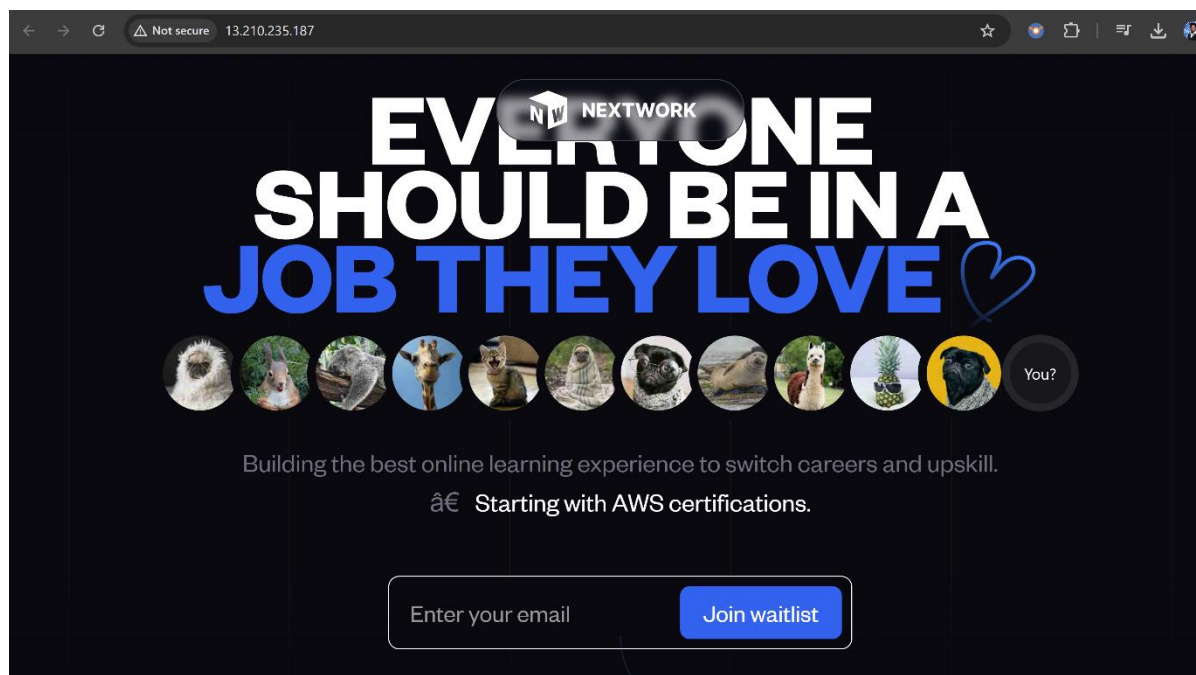 Not secure 13.210.235.187
NW NEXTWORK
EVERYONE
SHOULD BE IN A
JOB THEY LOVE
You?
Building the best online learning experience to switch careers and upskill.
â€ Starting with AWS certifications.
Enter your email Join waitlist